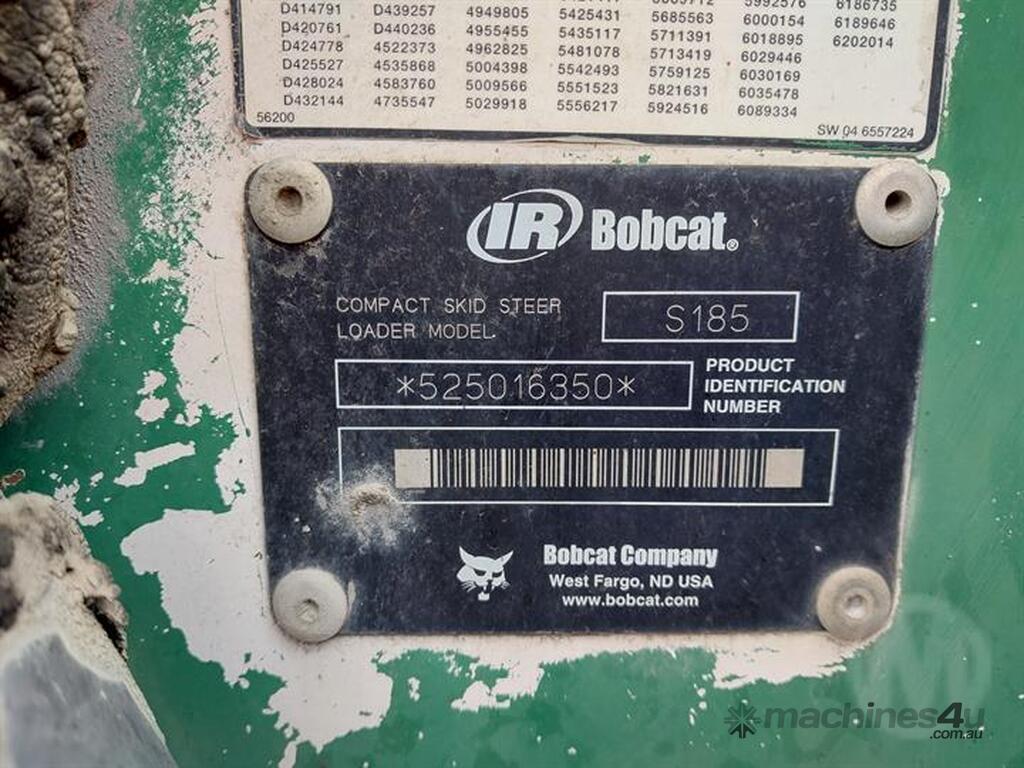 D414791 D439257 4949805 5425431 5685563 6000154 6189646
D420761 D440236 4955455 5435117 5711391 6018895 6202014
D424778 4522373 4962825 5481078 5713419 6029446
D425527 4535868 5004398 5542493 5759125 6030169
D428024 4583760 5009566 5551523 5821631 6035478
D432144 4735547 5029918 5556217 5924516 6089334
56200 SW 04 6557224
IR Bobcat®
COMPACT SKID STEER
LOADER MODEL
S185
*525016350*
PRODUCT
IDENTIFICATION
NUMBER
Bobcat Company
West Fargo, ND USA
www.bobcat.com
machines4u
.com.au